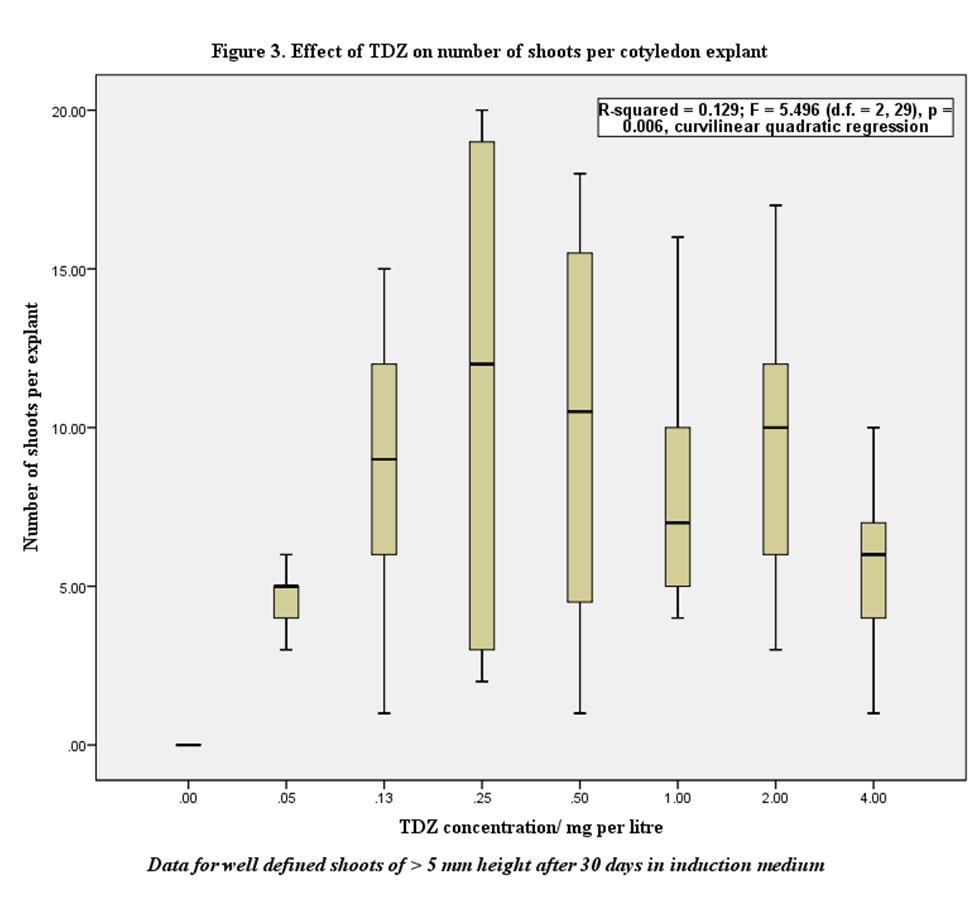 Figure 3. Effect of TDZ on number of shoots per cotyledon explant
R-squared = 0.129; F = 5.496 (d.f. = 2, 29), p =
0.006, curvilinear quadratic regression
20.00
15.00
10.00
5.00
.00
Number of shoots per explant
.00 .05 .13 .25 .50 1.00 2.00 4.00
TDZ concentration/ mg per litre
Data for well defined shoots of > 5 mm height after 30 days in induction medium